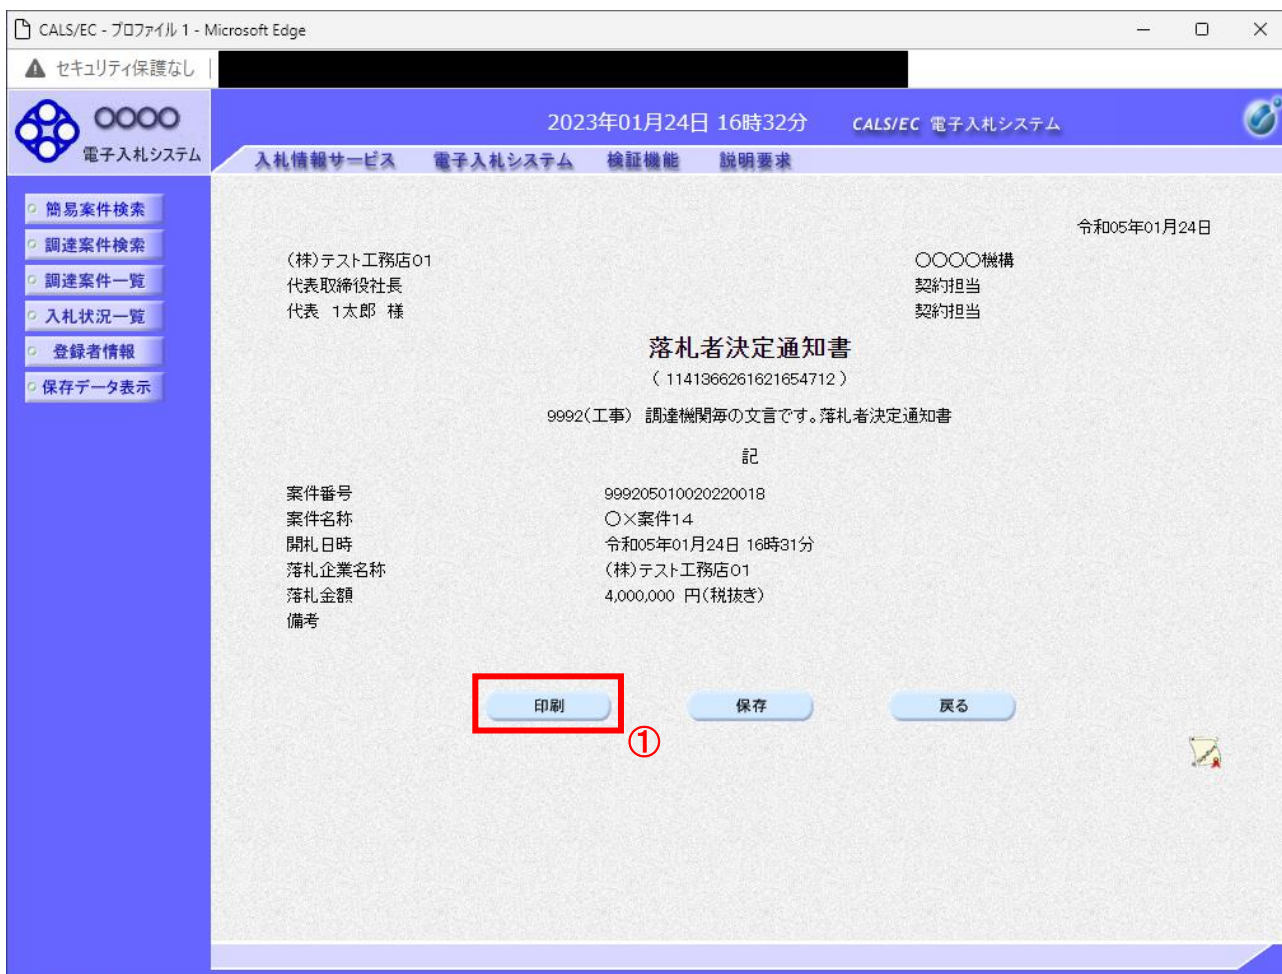 CALS/EC - プロファイル 1 - Microsoft Edge
セキュリティ保護なし
〇〇〇〇
電子入札システム
2023年01月24日 16時32分
CALS/EC 電子入札システム
入札情報サービス 電子入札システム 検証機能 説明要求
簡易案件検索
調達案件検索
調達案件一覧
入札状況一覧
登録者情報
保存データ表示
令和05年01月24日
(株)テスト工務店01
代表取締役社長
代表 1太郎 様
〇〇〇〇機構
契約担当
契約担当
落札者決定通知書
( 1141366261621654712 )
9992(工事) 調達機関毎の文言です。落札者決定通知書
記
案件番号 999205010020220018
案件名称 〇×案件14
開札日時 令和05年01月24日 16時31分
落札企業名称 (株)テスト工務店01
落札金額 4,000,000 円(税抜き)
備考
印刷 保存 戻る
①